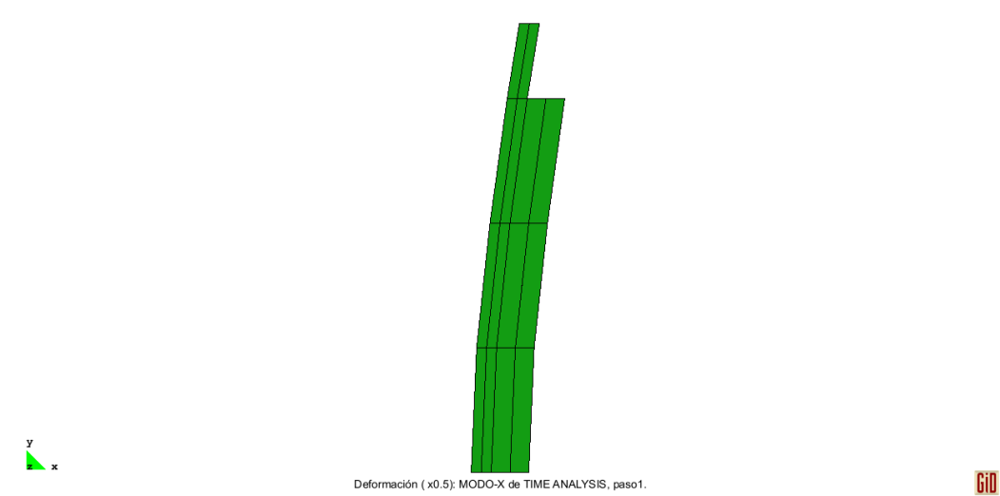 y
z x
Deformación ( x0.5): MODO-X de TIME ANALYSIS, paso1.
GiD